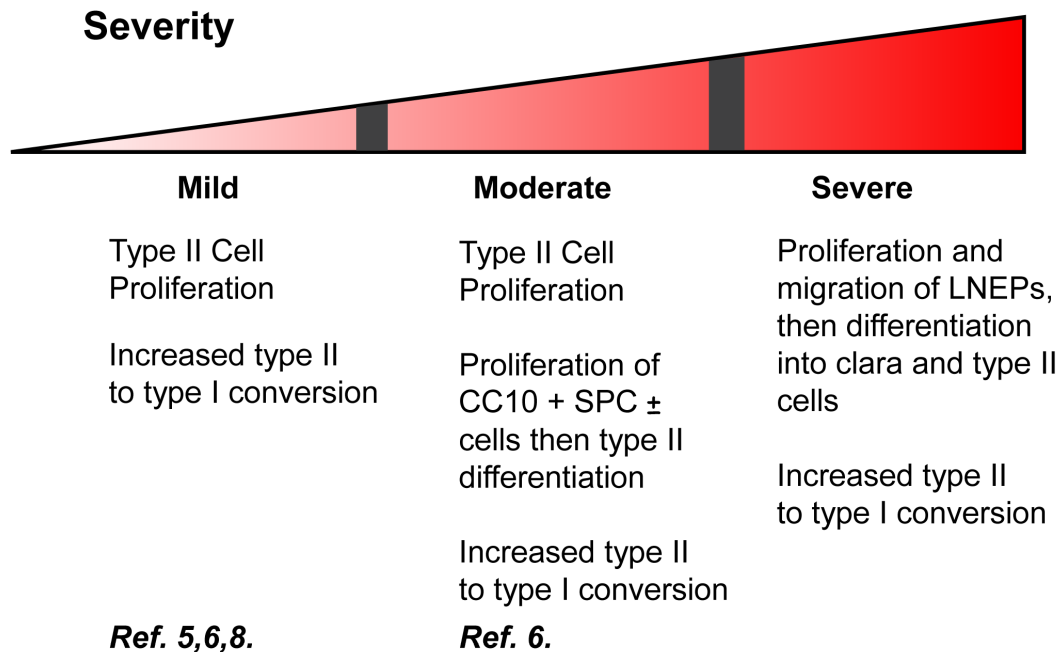 Severity
Mild
Type II Cell
Proliferation
Increased type II
to type I conversion
Ref. 5,6,8.
Moderate
Type II Cell
Proliferation
Proliferation of
CC10 + SPC ±
cells then type II
differentiation
Increased type II
to type I conversion
Ref. 6.
Severe
Proliferation and
migration of LNEPs,
then differentiation
into clara and type II
cells
Increased type II
to type I conversion